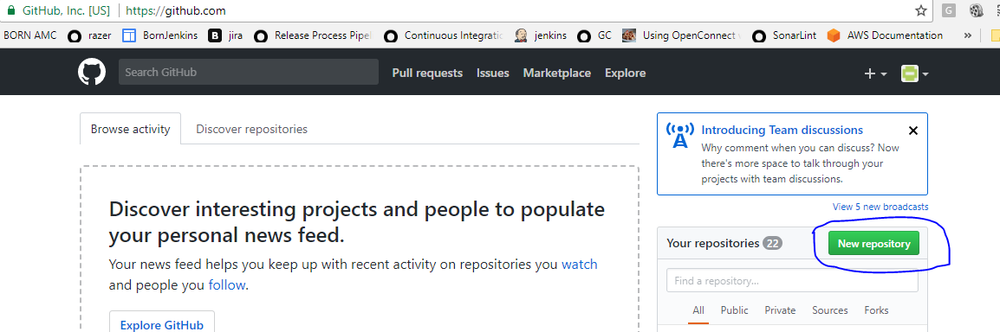 GitHub, Inc. [US] https://github.com
G
BORN AMC razer BornJenkins jira Release Process Pipel Continuous Integratic jenkins GC Using OpenConnect SonarLint AWS Documentation »
Search GitHub Pull requests Issues Marketplace Explore +
Browse activity Discover repositories
Introducing Team discussions
Why comment when you can discuss? Now
there's more space to talk through your
projects with team discussions.
View 5 new broadcasts
Discover interesting projects and people to populate
your personal news feed.
Your news feed helps you keep up with recent activity on repositories you watch
and people you follow.
Explore GitHub
Your repositories 22 New repository
Find a repository...
All Public Private Sources Forks